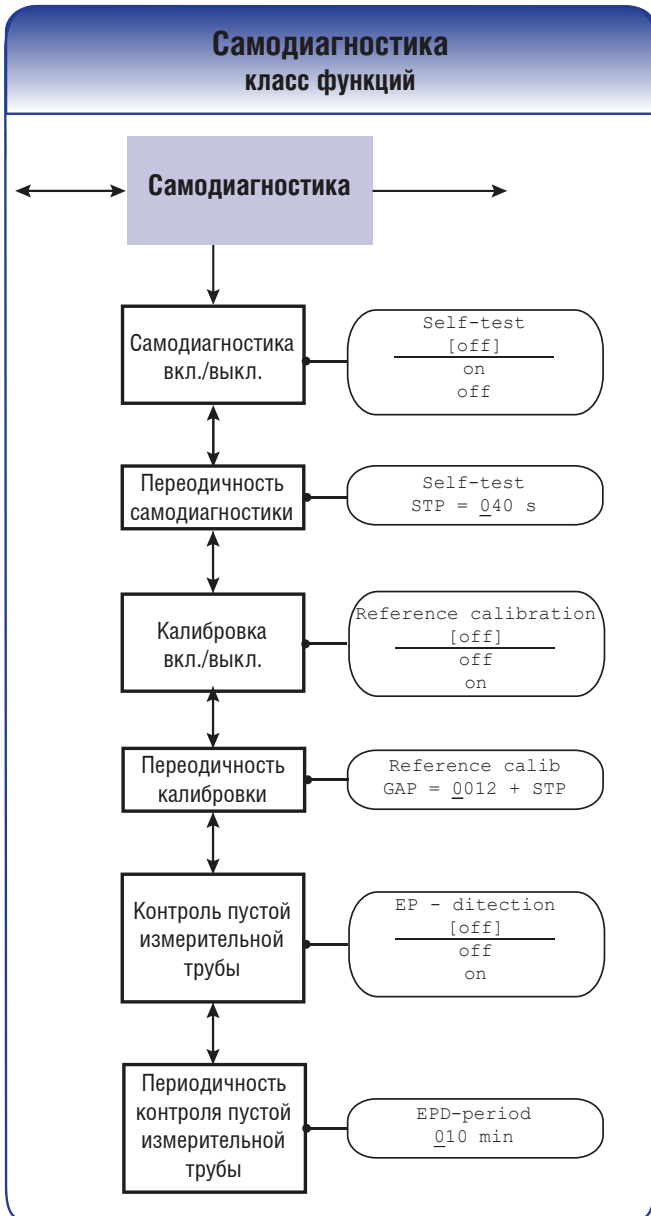 Самодиагностика
класс функций
Самодиагностика
Самодиагностика
вкл./выкл.
Self-test
[off]
on
off
Переодичность
самодиагностики
Self-test
STP = 040 s
Калибровка
вкл./выкл.
Reference calibration
[off]
off
on
Переодичность
калибровки
Reference calib
GAP = 0012 + STP
Контроль пустой
измерительной
трубы
EP - ditection
[off]
off
on
Периодичность
контроля пустой
измерительной
трубы
EPD-period
010 min